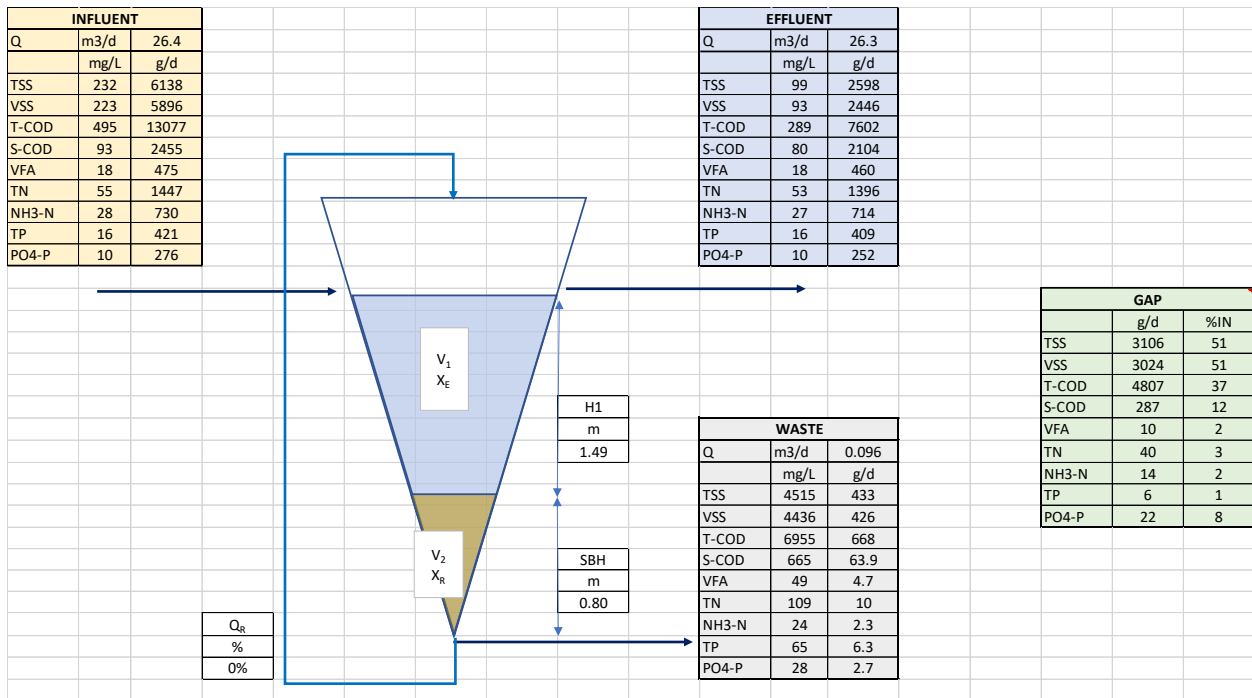 INFLUENT
Q m3/d 26.4
mg/L g/d
TSS 232 6138
VSS 223 5896
T-COD 495 13077
S-COD 93 2455
VFA 18 475
TN 55 1447
NH3-N 28 730
TP 16 421
PO4-P 10 276
EFFLUENT
Q m3/d 26.3
mg/L g/d
TSS 99 2598
VSS 93 2446
T-COD 289 7602
S-COD 80 2104
VFA 18 460
TN 53 1396
NH3-N 27 714
TP 16 409
PO4-P 10 252
GAP
g/d %IN
TSS 3106 51
VSS 3024 51
T-COD 4807 37
S-COD 287 12
VFA 10 2
TN 40 3
NH3-N 14 2
TP 6 1
PO4-P 22 8
V1
XE
H1
m
1.49
V2
XR
SBH
m
0.80
WASTE
Q m3/d 0.096
mg/L g/d
TSS 4515 433
VSS 4436 426
T-COD 6955 668
S-COD 665 63.9
VFA 49 4.7
TN 109 10
NH3-N 24 2.3
TP 65 6.3
PO4-P 28 2.7
QR
%
0%